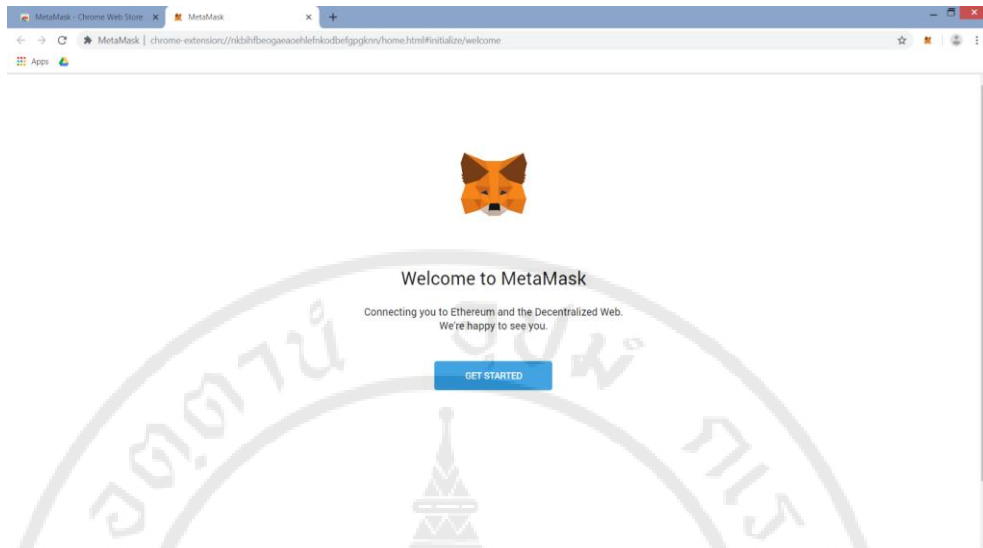 MetaMask - Chrome Web Store
MetaMask
MetaMask | chrome-extension://nkbihfbeogaeaoehlefnkodbefgpgknn/home.html#initialize/welcome
Apps
Welcome to MetaMask
Connecting you to Ethereum and the Decentralized Web.
We're happy to see you.
GET STARTED